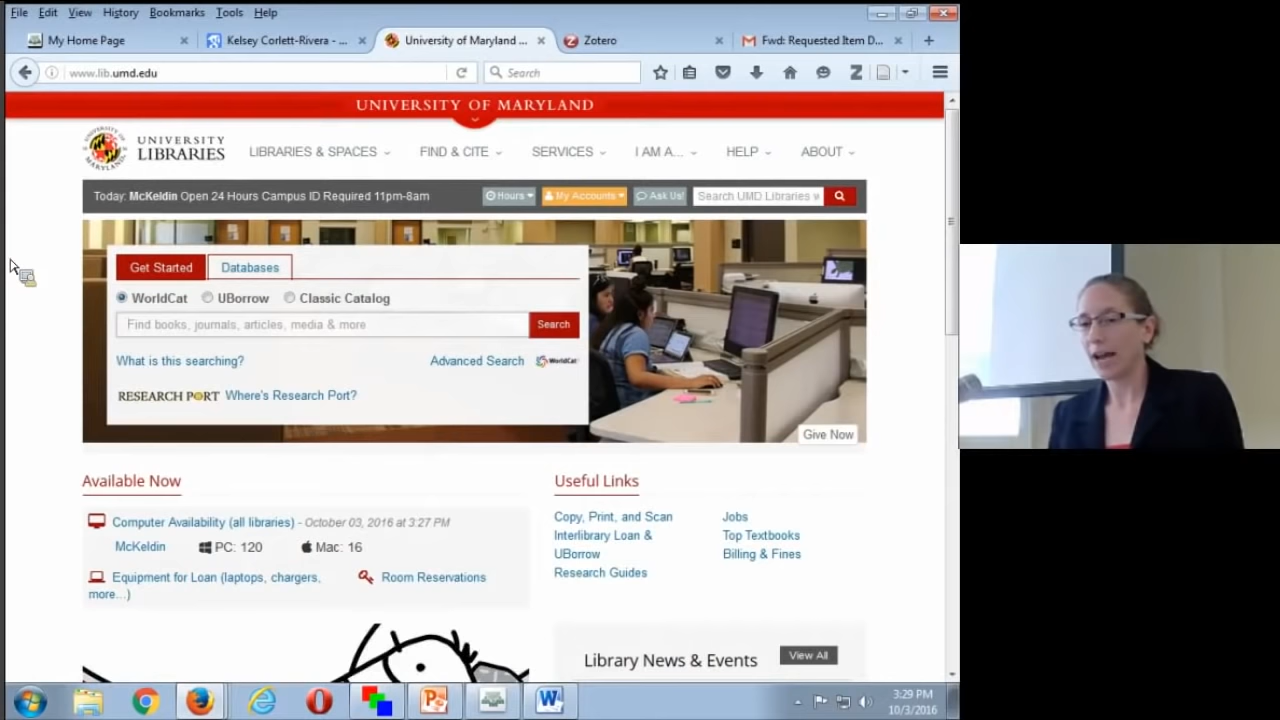 File Edit View History Bookmarks Tools Help
My Home Page
Kelsey Corlett-Rivera - ...
University of Maryland ...
Zotero
Fwd: Requested Item D...
www.lib.umd.edu
Search
UNIVERSITY OF MARYLAND
UNIVERSITY LIBRARIES
LIBRARIES & SPACES
FIND & CITE
SERVICES
I AM A...
HELP
ABOUT
Today: McKeldin Open 24 Hours Campus ID Required 11pm-8am
Hours
My Accounts
Ask Us!
Search UMD Libraries w
Get Started
Databases
WorldCat
UBorrow
Classic Catalog
Find books, journals, articles, media & more
Search
What is this searching?
Advanced Search
WorldCat
RESEARCH PORT
Where's Research Port?
Give Now
Available Now
Computer Availability (all libraries) - October 03, 2016 at 3:27 PM
McKeldin
PC: 120
Mac: 16
Equipment for Loan (laptops, chargers,
more...)
Room Reservations
Useful Links
Copy, Print, and Scan
Interlibrary Loan &
UBorrow
Research Guides
Jobs
Top Textbooks
Billing & Fines
Library News & Events
View All
3:29 PM
10/3/2016